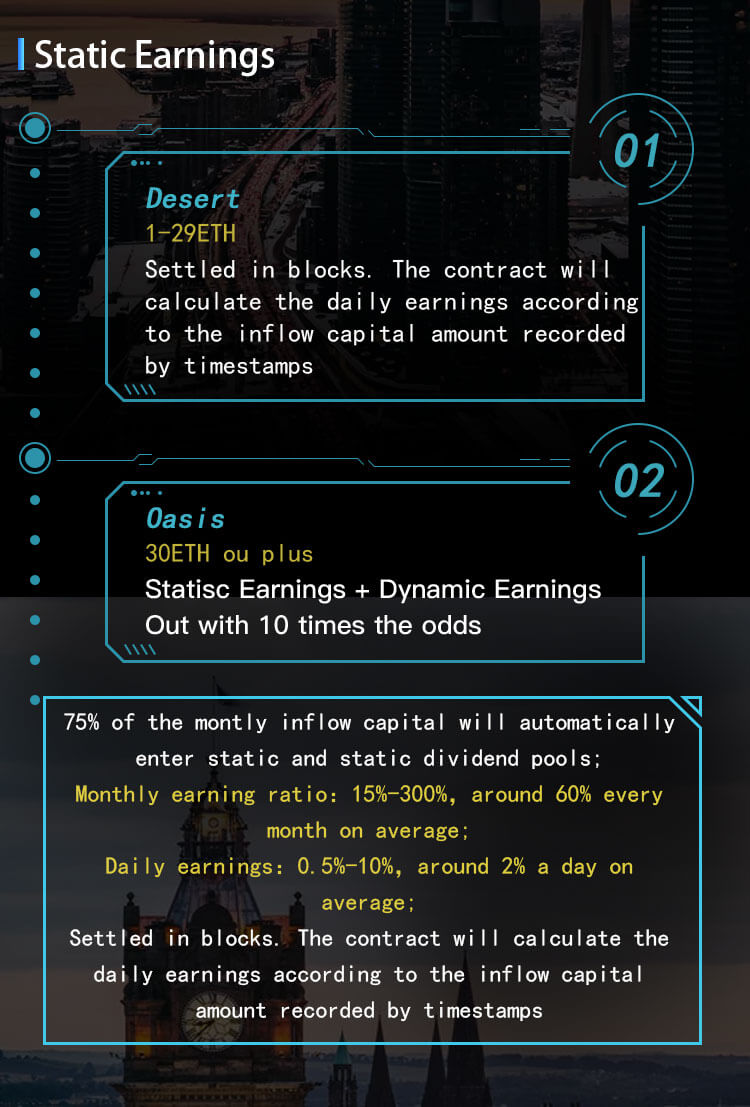 Static Earnings
01
Desert
1-29ETH
Settled in blocks. The contract will
calculate the daily earnings according
to the inflow capital amount recorded
by timestamps
02
Oasis
30ETH ou plus
Statisc Earnings + Dynamic Earnings
Out with 10 times the odds
75% of the montly inflow capital will automatically
enter static and static dividend pools;
Monthly earning ratio: 15%-300%, around 60% every
month on average;
Daily earnings: 0.5%-10%, around 2% a day on
average;
Settled in blocks. The contract will calculate the
daily earnings according to the inflow capital
amount recorded by timestamps